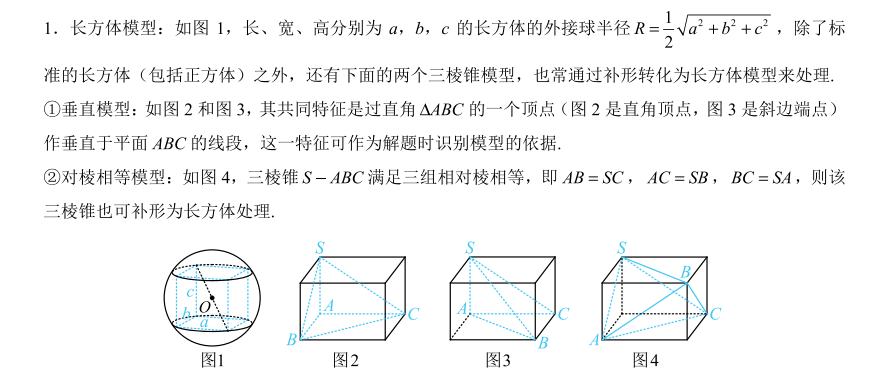 1．长方体模型：如图 1，长、宽、高分别为 a，b，c 的长方体的外接球半径 R = \frac{1}{2}\sqrt{a^2+b^2+c^2}，除了标
准的长方体（包括正方体）之外，还有下面的两个三棱锥模型，也常通过补形转化为长方体模型来处理.
①垂直模型：如图 2 和图 3，其共同特征是过直角 ΔABC 的一个顶点（图 2 是直角顶点，图 3 是斜边端点）
作垂直于平面 ABC 的线段，这一特征可作为解题时识别模型的依据.
②对棱相等模型：如图 4，三棱锥 S − ABC 满足三组相对棱相等，即 AB = SC， AC = SB， BC = SA，则该
三棱锥也可补形为长方体处理.
c
O
b
a
图1
S
A
C
B
图2
S
A
C
B
图3
S
B
C
A
图4